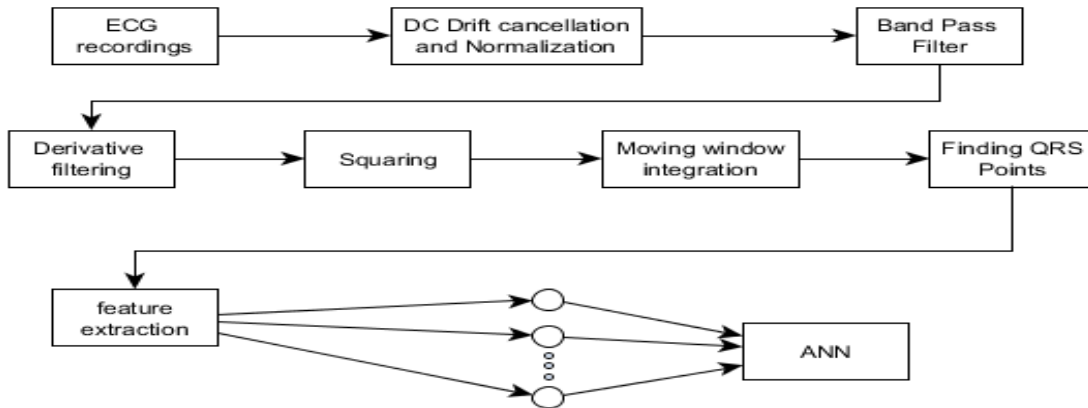 ECG
recordings
DC Drift cancellation
and Normalization
Band Pass
Filter
Derivative
filtering
Squaring
Moving window
integration
Finding QRS
Points
feature
extraction
ANN